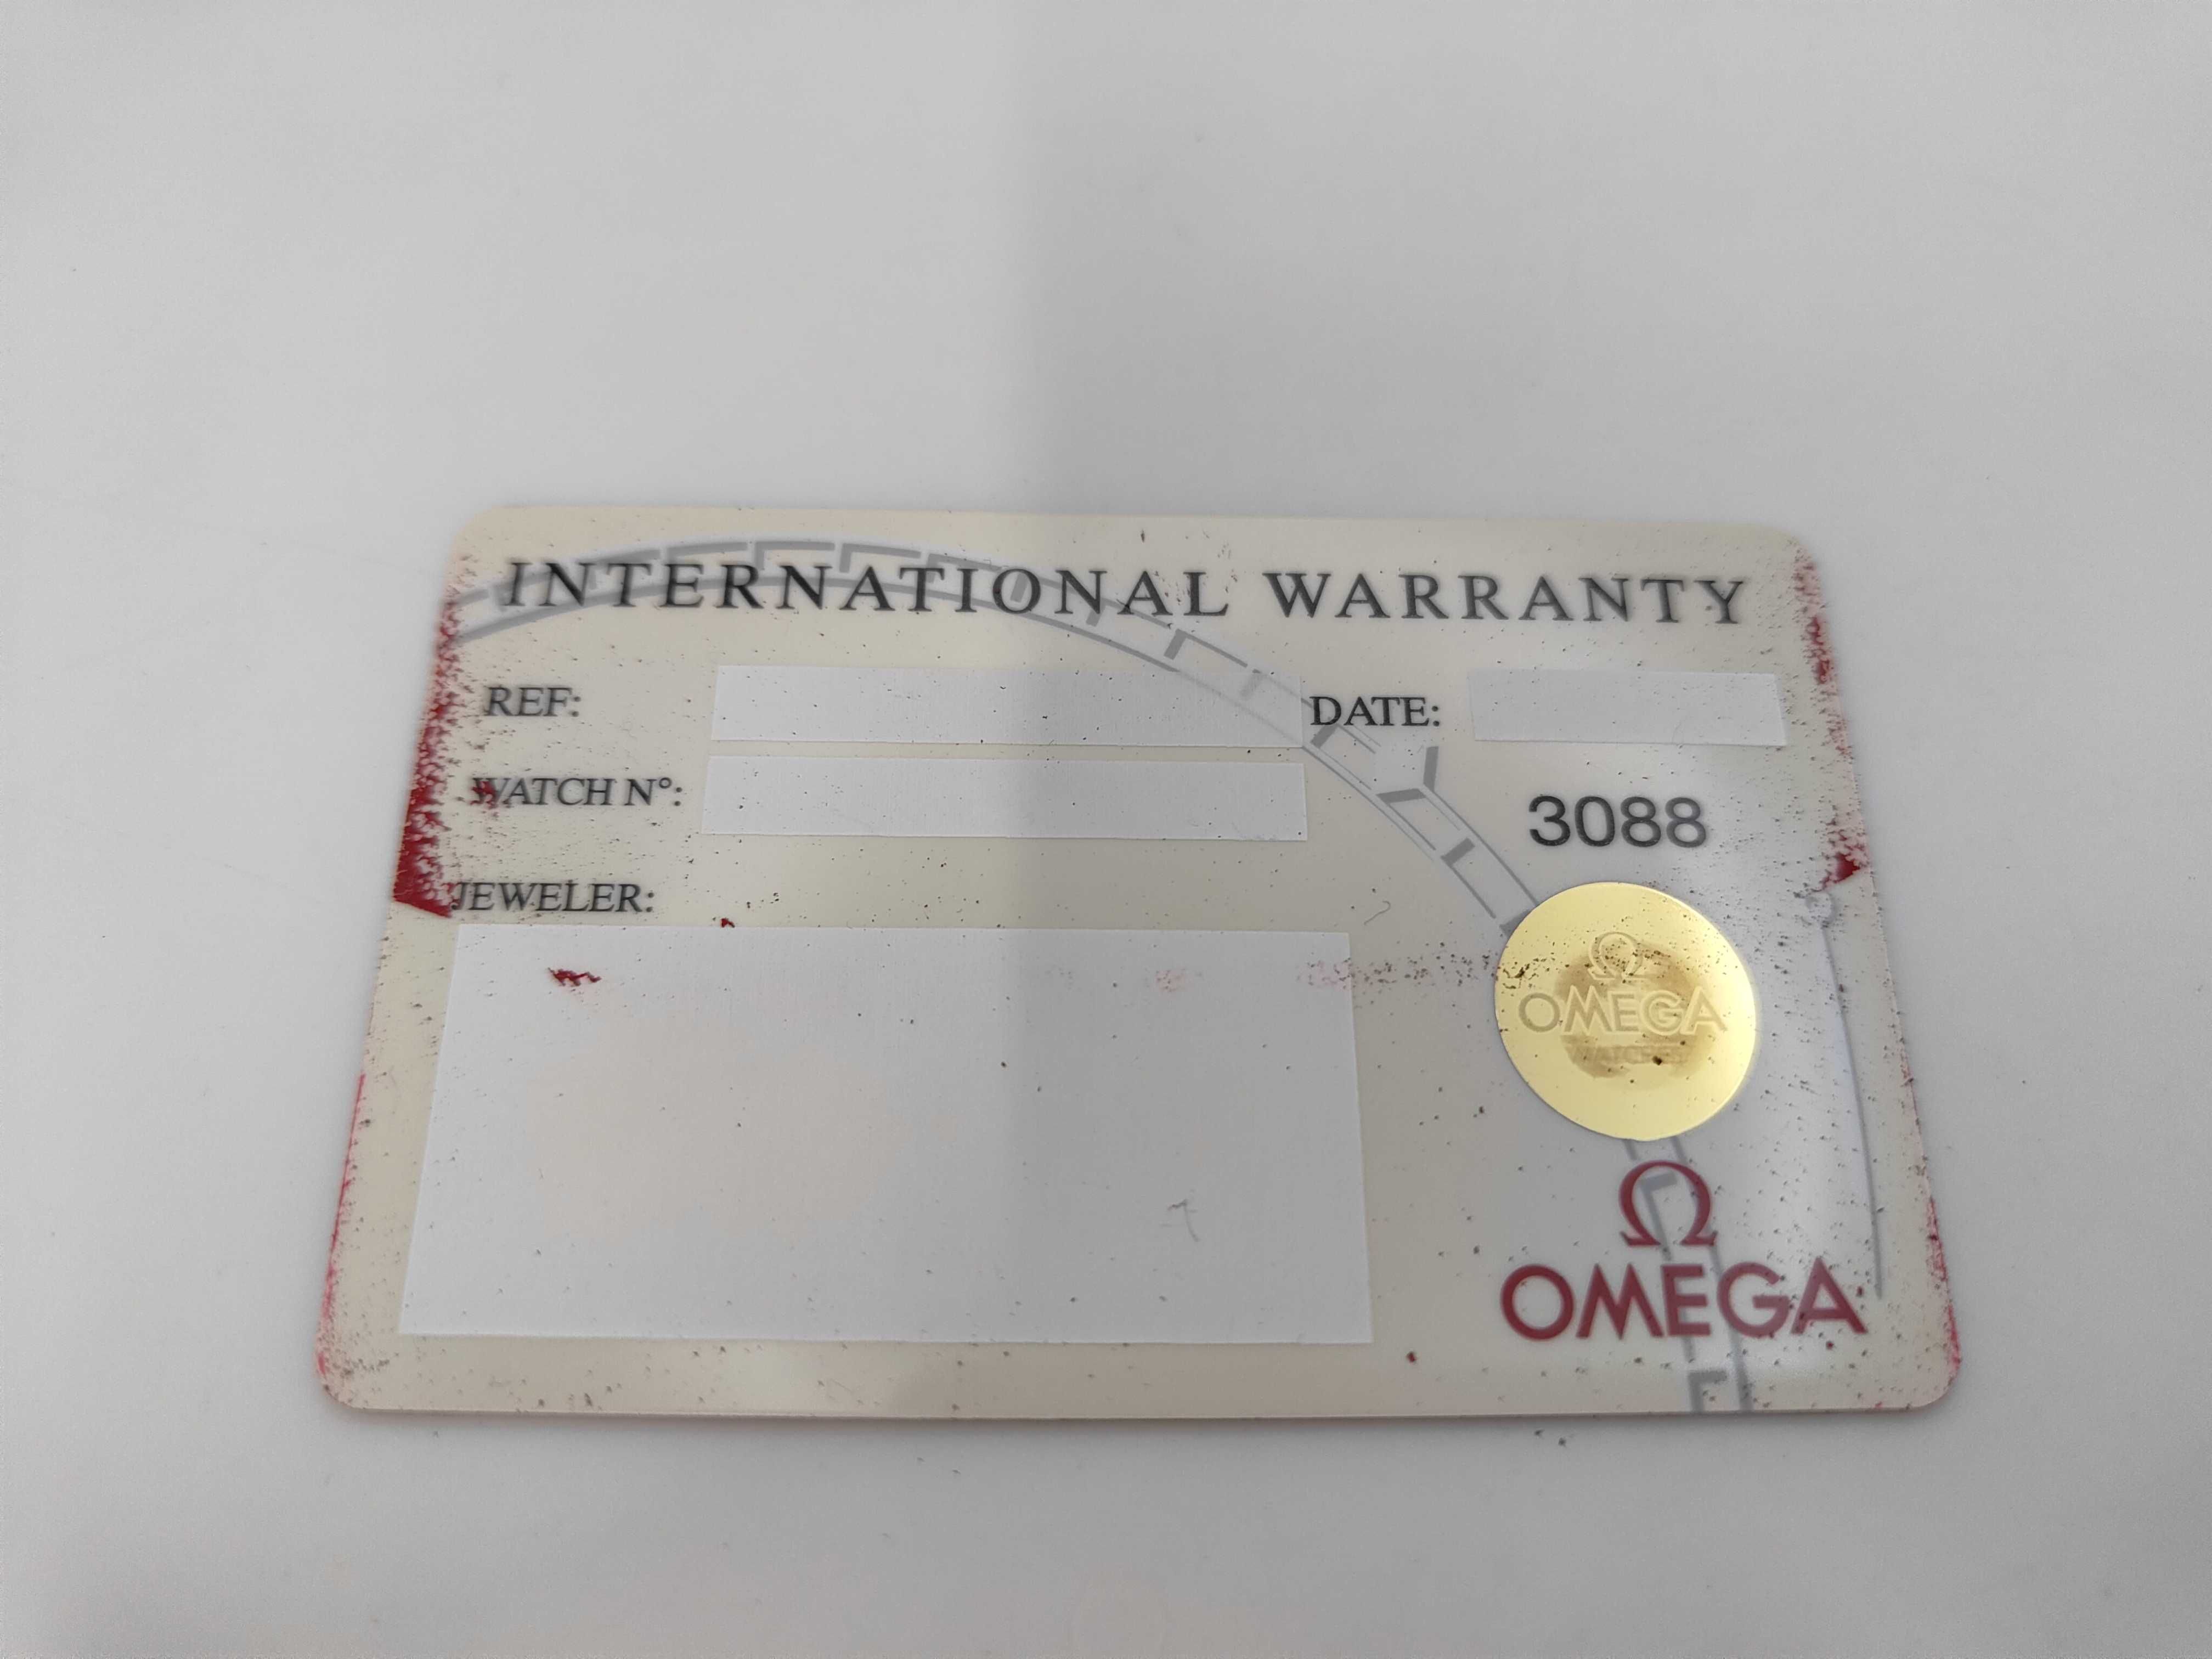 INTERNATIONAL WARRANTY
REF:
DATE:
WATCH N°:
3088
JEWELER:
Ω
OMEGA
WATCHES
Ω
OMEGA